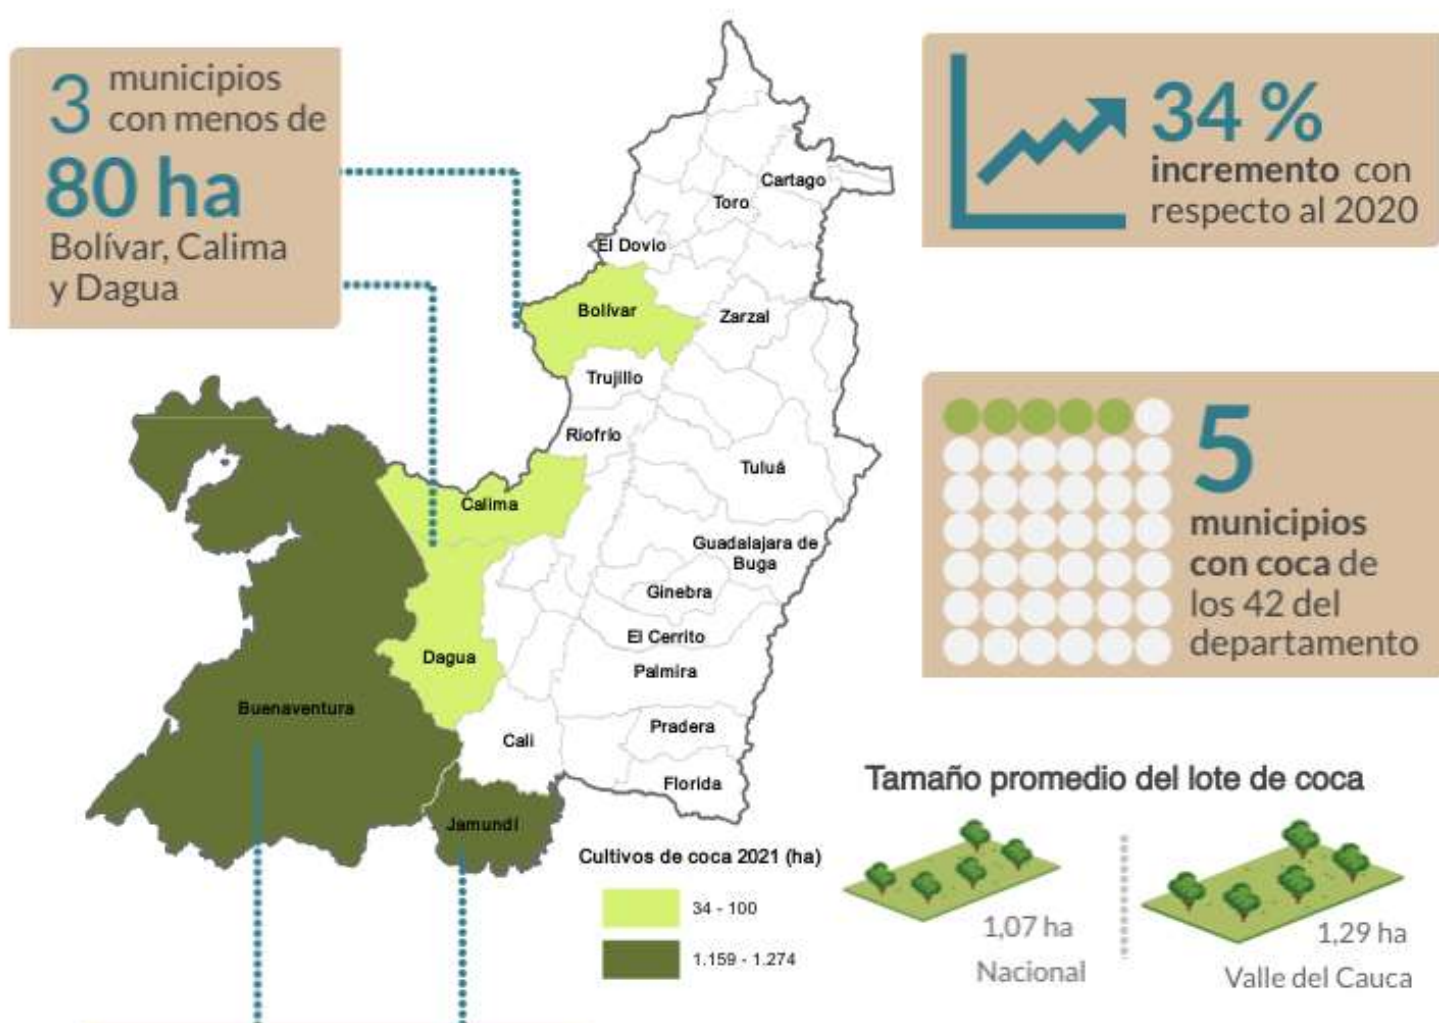 3 municipios
con menos de
80 ha
Bolívar, Calima
y Dagua
34 %
incremento con
respecto al 2020
Cartago
Toro
El Dovio
Bolívar
Zarzal
Trujillo
Riofrío
Tuluá
Calima
Guadalajara de
Buga
Ginebra
El Cerrito
Dagua
Palmira
Buenaventura
Pradera
Cali
Florida
Jamundí
5
municipios
con coca de
los 42 del
departamento
Cultivos de coca 2021 (ha)
34 - 100
1.159 - 1.274
Tamaño promedio del lote de coca
1,07 ha
Nacional
1,29 ha
Valle del Cauca